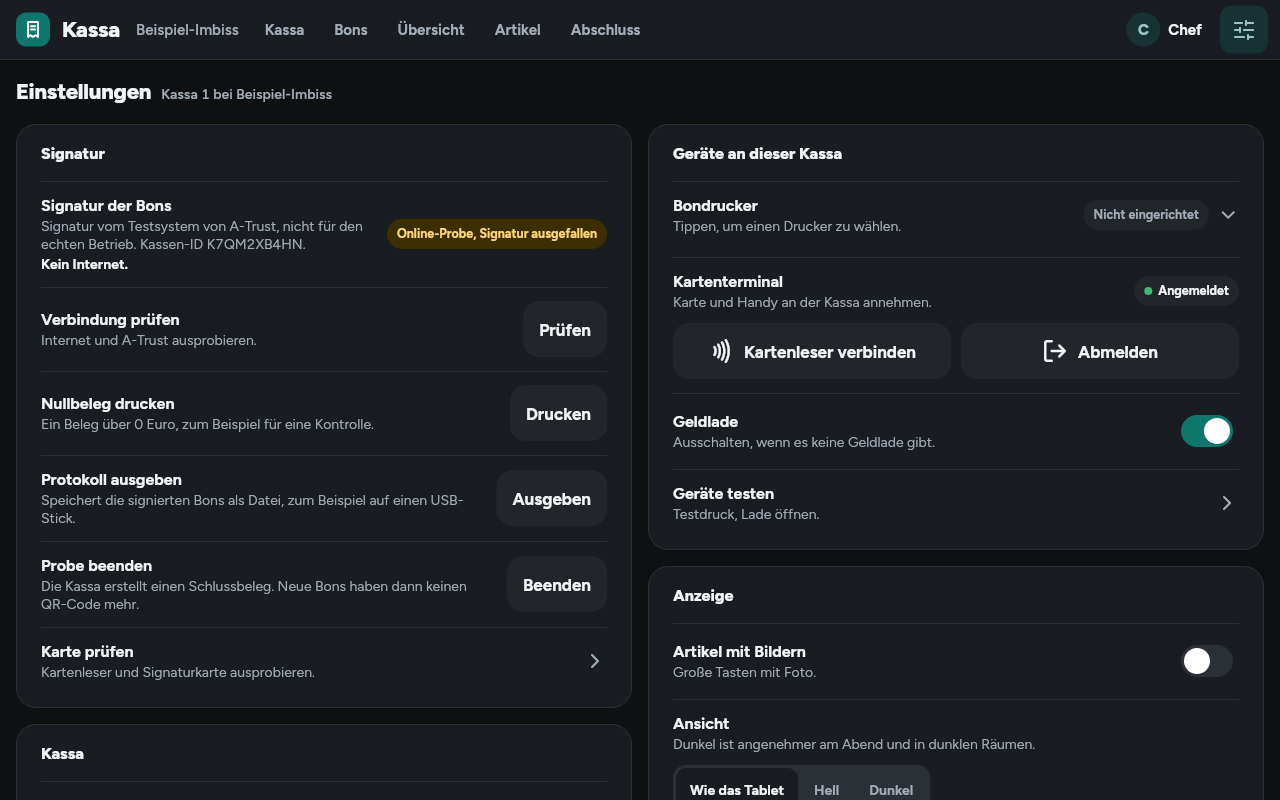 Kassa Beispiel-Imbiss Kassa Bons Übersicht Artikel Abschluss C Chef
Einstellungen Kassa 1 bei Beispiel-Imbiss
Signatur
Signatur der Bons
Signatur vom Testsystem von A-Trust, nicht für den
echten Betrieb. Kassen-ID K7QM2XB4HN.
Kein Internet.
Online-Probe, Signatur ausgefallen
Verbindung prüfen
Internet und A-Trust ausprobieren.
Prüfen
Nullbeleg drucken
Ein Beleg über 0 Euro, zum Beispiel für eine Kontrolle.
Drucken
Protokoll ausgeben
Speichert die signierten Bons als Datei, zum Beispiel auf einen USB-
Stick.
Ausgeben
Probe beenden
Die Kassa erstellt einen Schlussbeleg. Neue Bons haben dann keinen
QR-Code mehr.
Beenden
Karte prüfen
Kartenleser und Signaturkarte ausprobieren.
Kassa
Geräte an dieser Kassa
Bondrucker
Tippen, um einen Drucker zu wählen.
Nicht eingerichtet
Kartenterminal
Karte und Handy an der Kassa annehmen.
Angemeldet
Kartenleser verbinden
Abmelden
Geldlade
Ausschalten, wenn es keine Geldlade gibt.
Geräte testen
Testdruck, Lade öffnen.
Anzeige
Artikel mit Bildern
Große Tasten mit Foto.
Ansicht
Dunkel ist angenehmer am Abend und in dunklen Räumen.
Wie das Tablet Hell Dunkel